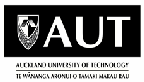 AUT
AUCKLAND UNIVERSITY OF TECHNOLOGY
TE WĀNANGA ARONUI O TAMAKI MAKAU RAU